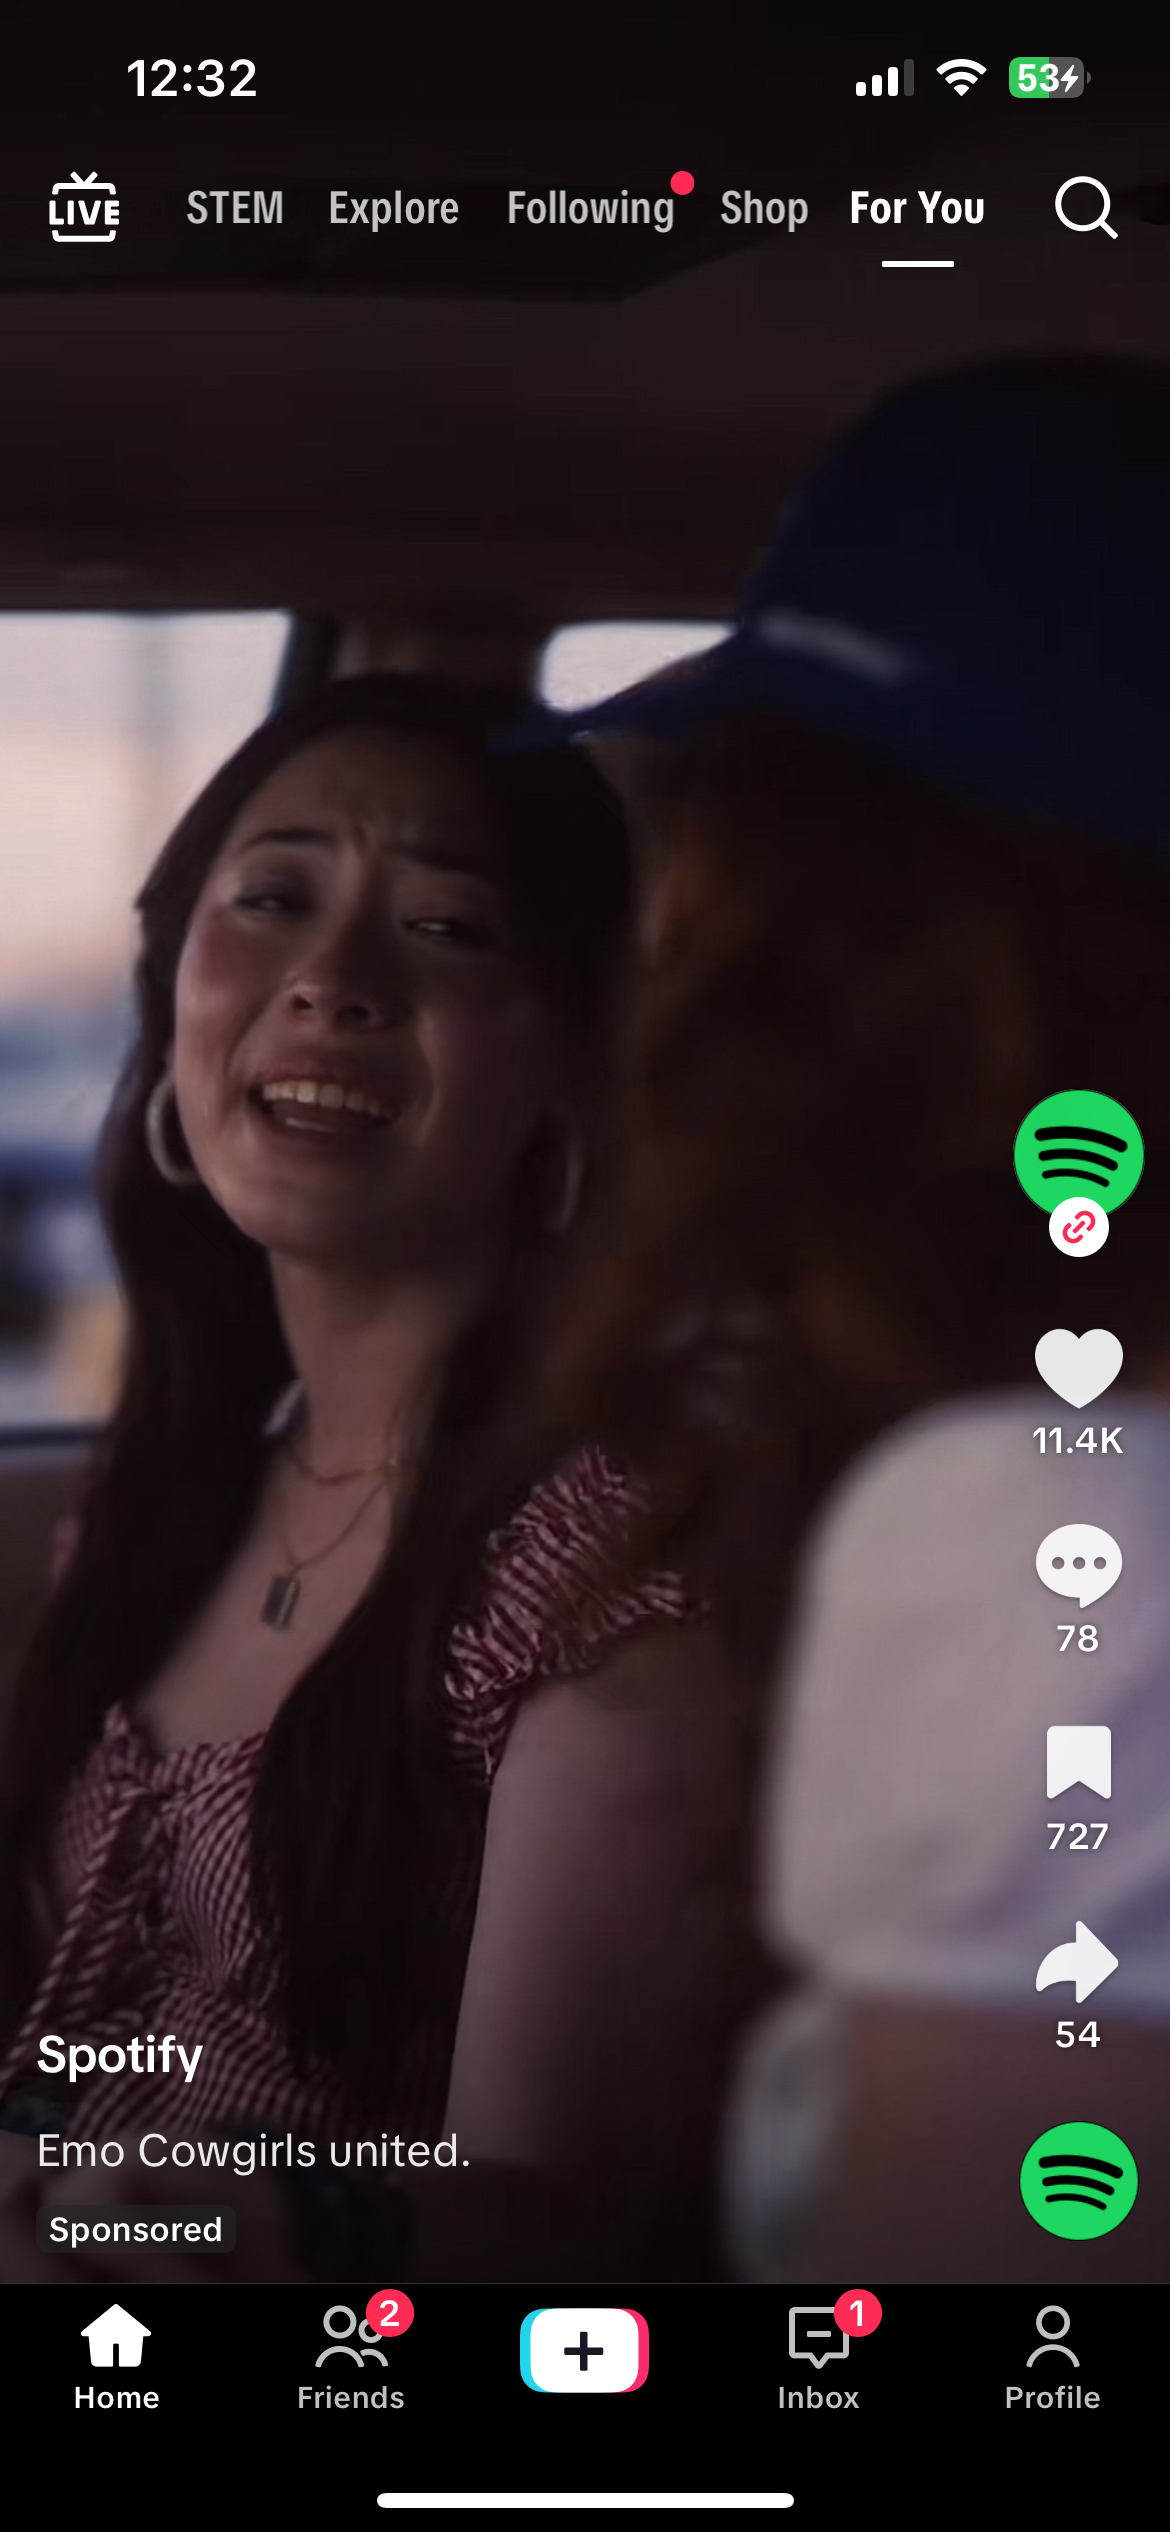 12:32
53
LIVE
STEM
Explore
Following
Shop
For You
11.4K
78
727
54
Spotify
Emo Cowgirls united.
Sponsored
Home
2
Friends
1
Inbox
Profile